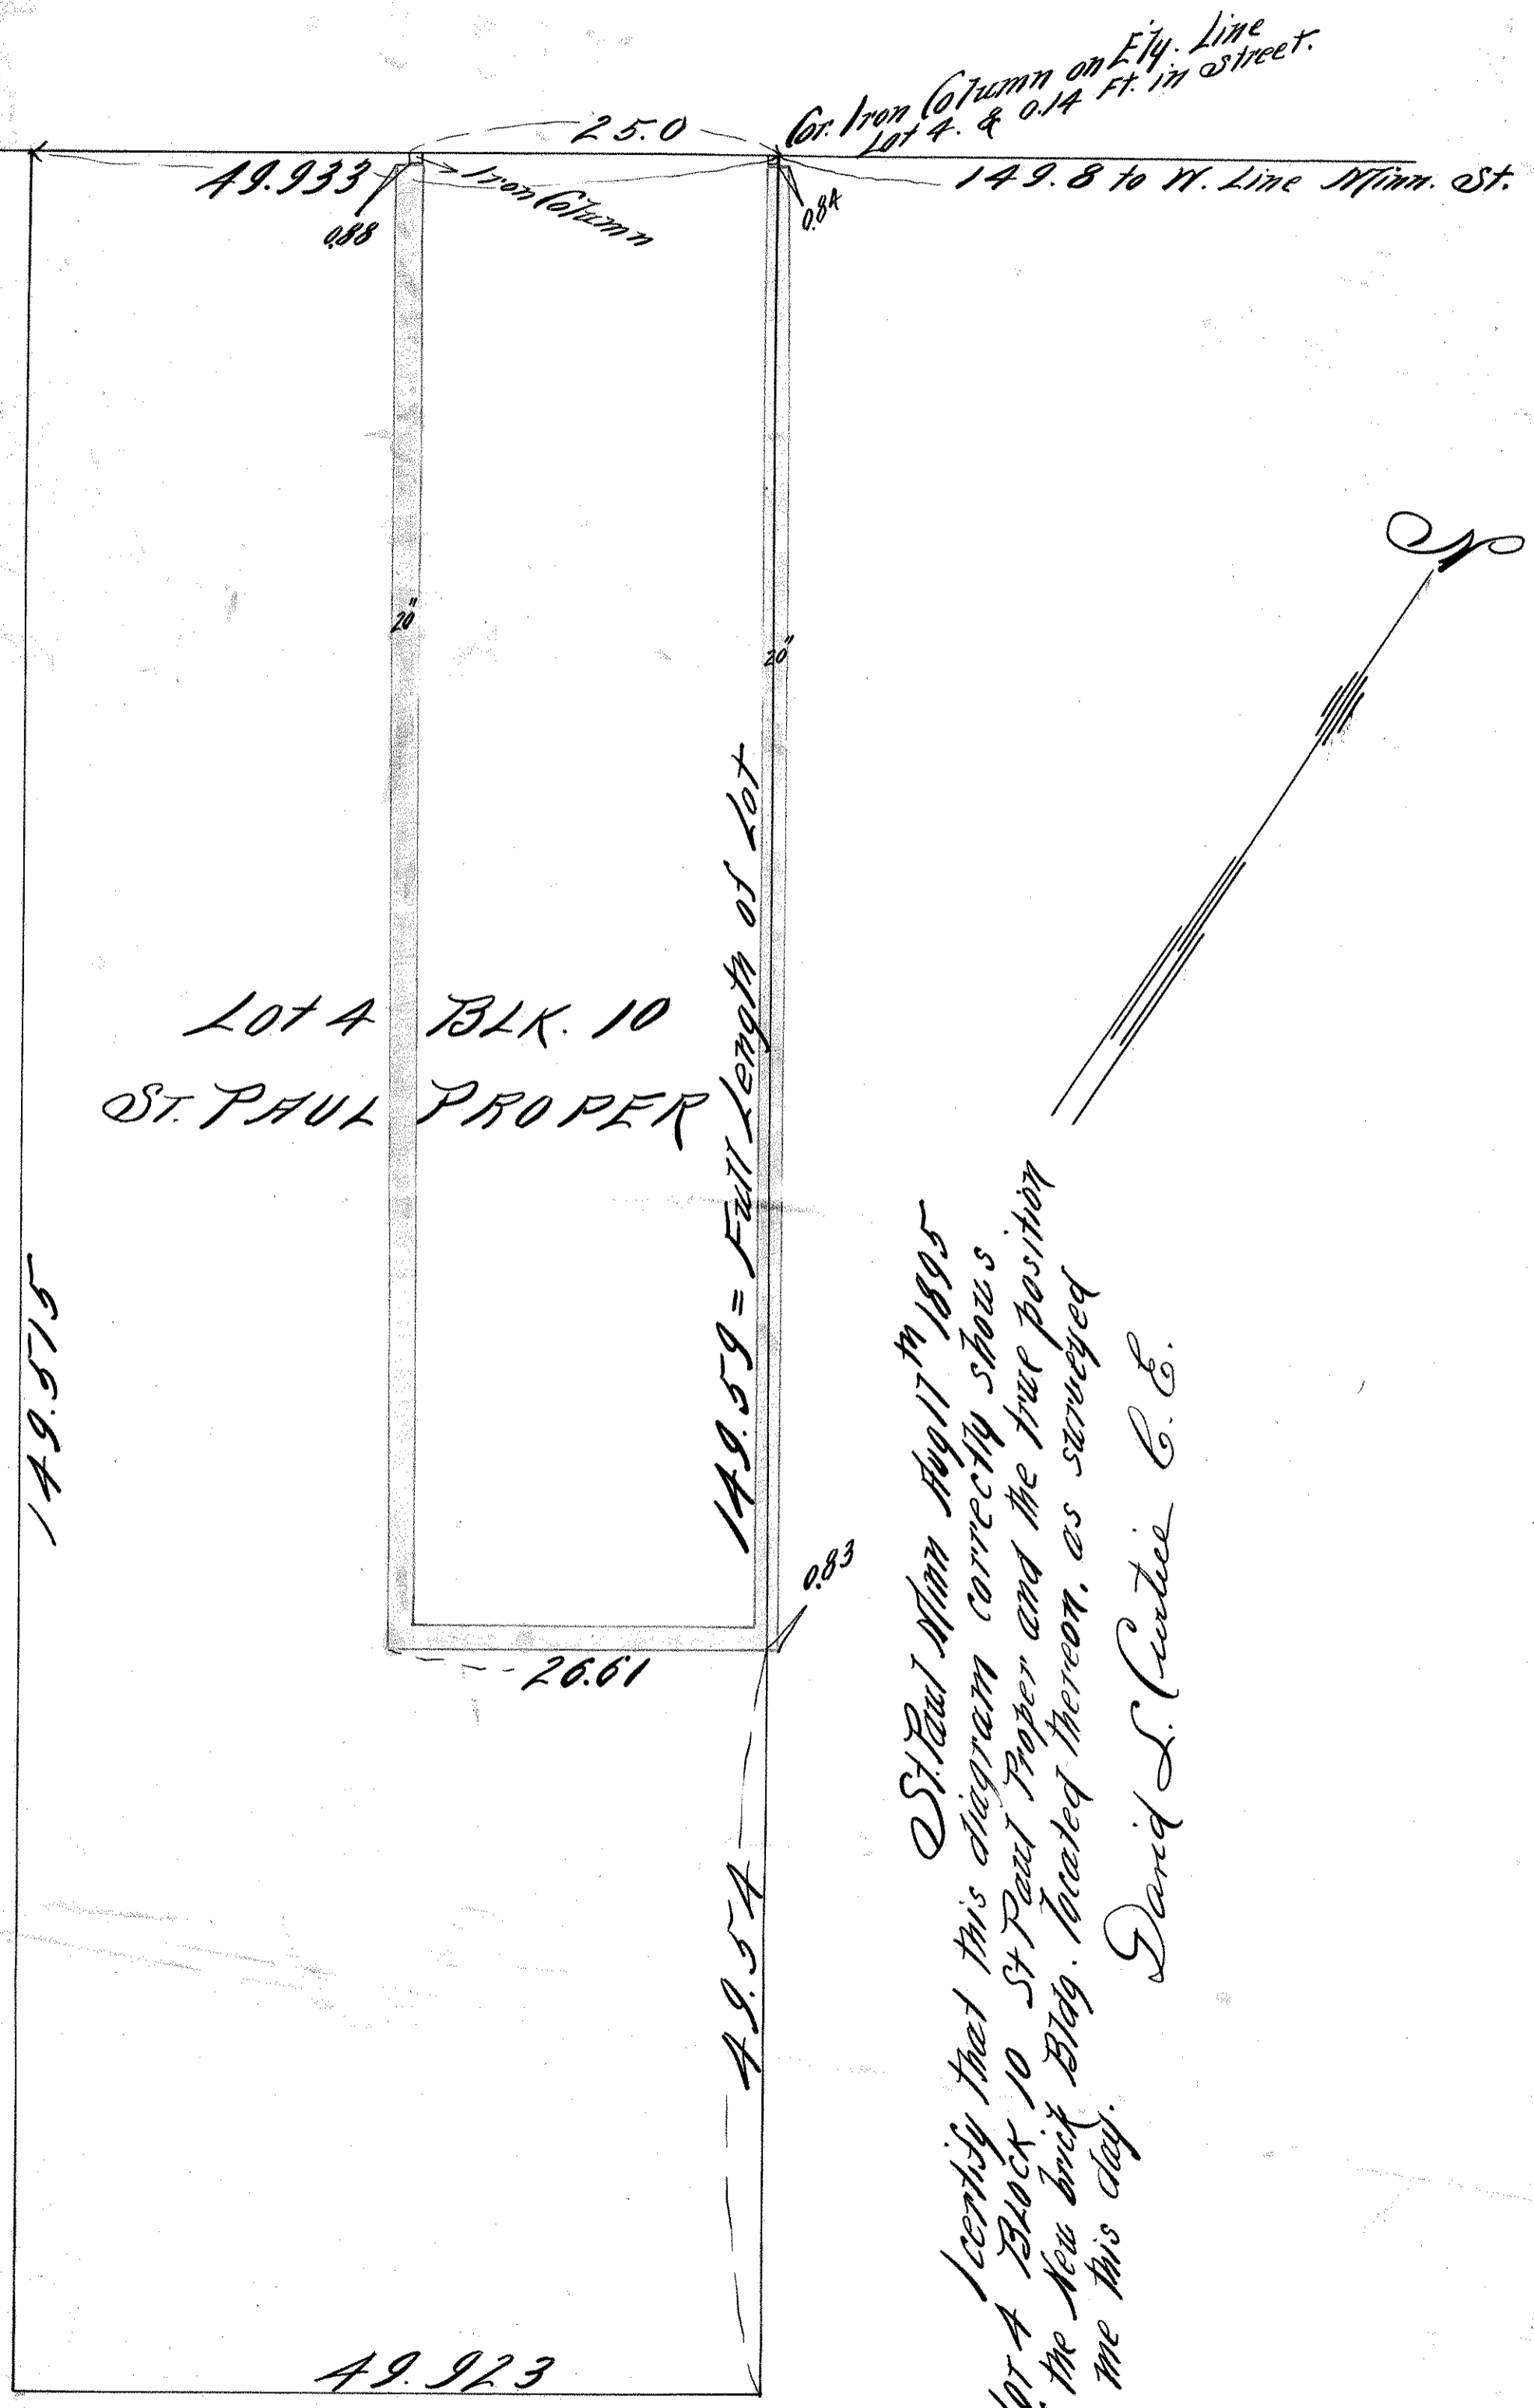 Cor. Iron Column on E'ly. Line
Lot 4. & 0.14 Ft. in street.
25.0
49.933
Iron Column
149.8 to W. Line Minn. St.
0.88
0.84
N
20"
20"
149.59 = Full Length of Lot
Lot 4 BLK. 10
ST. PAUL PROPER
149.515
0.83
26.61
49.54
49.923
St. Paul Minn Aug 17th 1895
I certify that this diagram correctly shows
Lot 4 BLOCK 10 St Paul Proper and the true position
the New brick Bldg. located thereon, as surveyed
me this day.
David L. Curtice C.E.